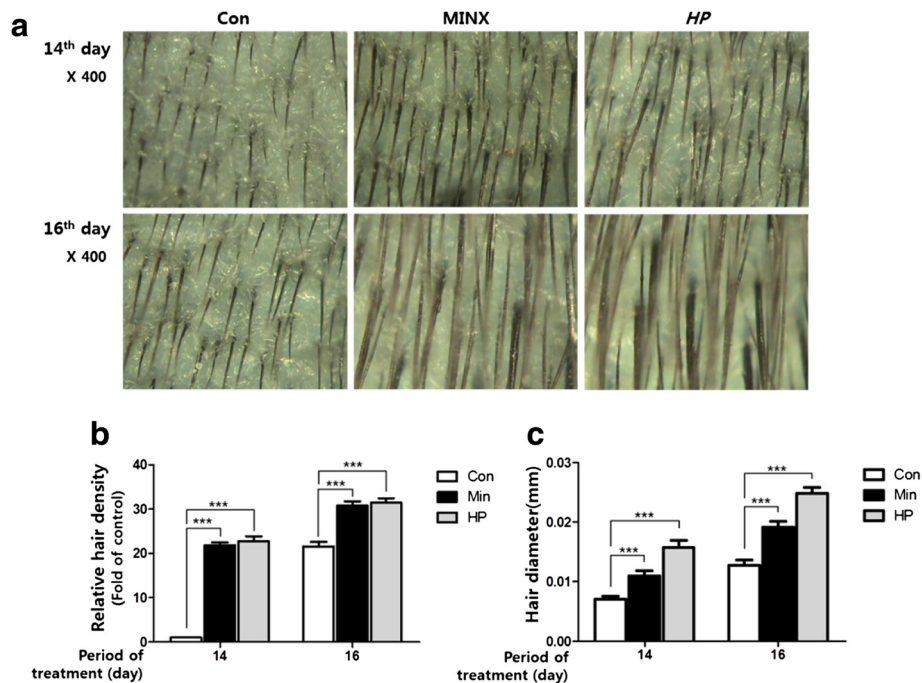 a
Con MINX HP
14th day
X 400
16th day
X 400
b
Relative hair density
(Fold of control)
40
30
20
10
0
*** *** *** ***
Con
Min
HP
14 16
Period of
treatment (day)
c
Hair diameter(mm)
0.03
0.02
0.01
0.00
*** *** *** ***
Con
Min
HP
14 16
Period of
treatment (day)